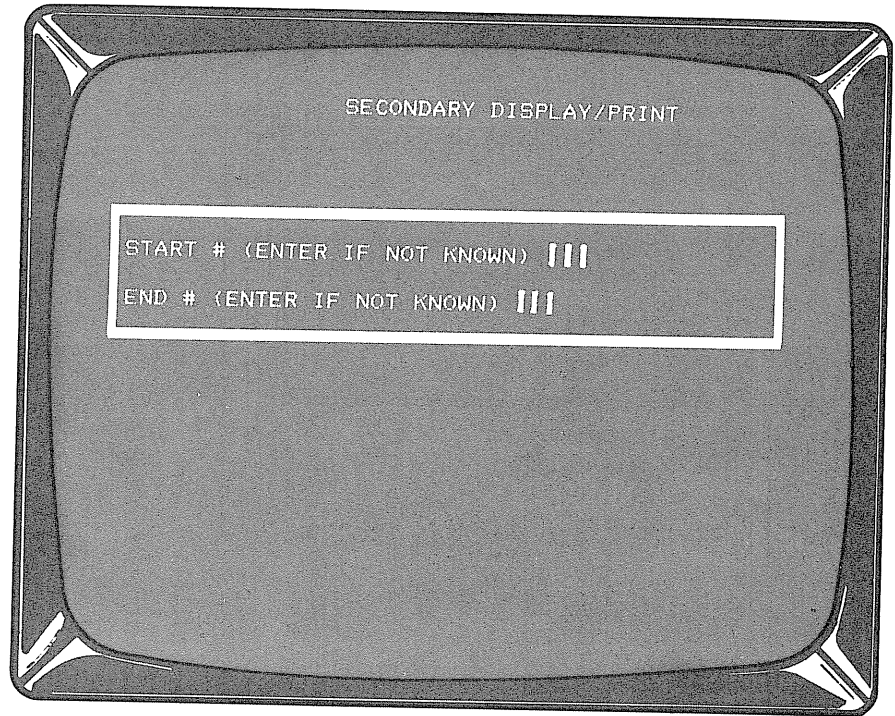 SECONDARY DISPLAY/PRINT
START # (ENTER IF NOT KNOWN)
END # (ENTER IF NOT KNOWN)